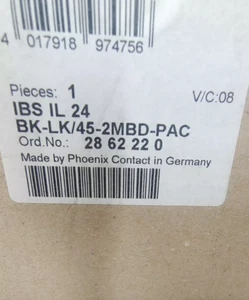 4 017918 974756
Pieces: 1
V/C:08
IBS IL 24
BK-LK/45-2MBD-PAC
Ord.No.: 28 62 22 0
Made by Phoenix Contact in Germany